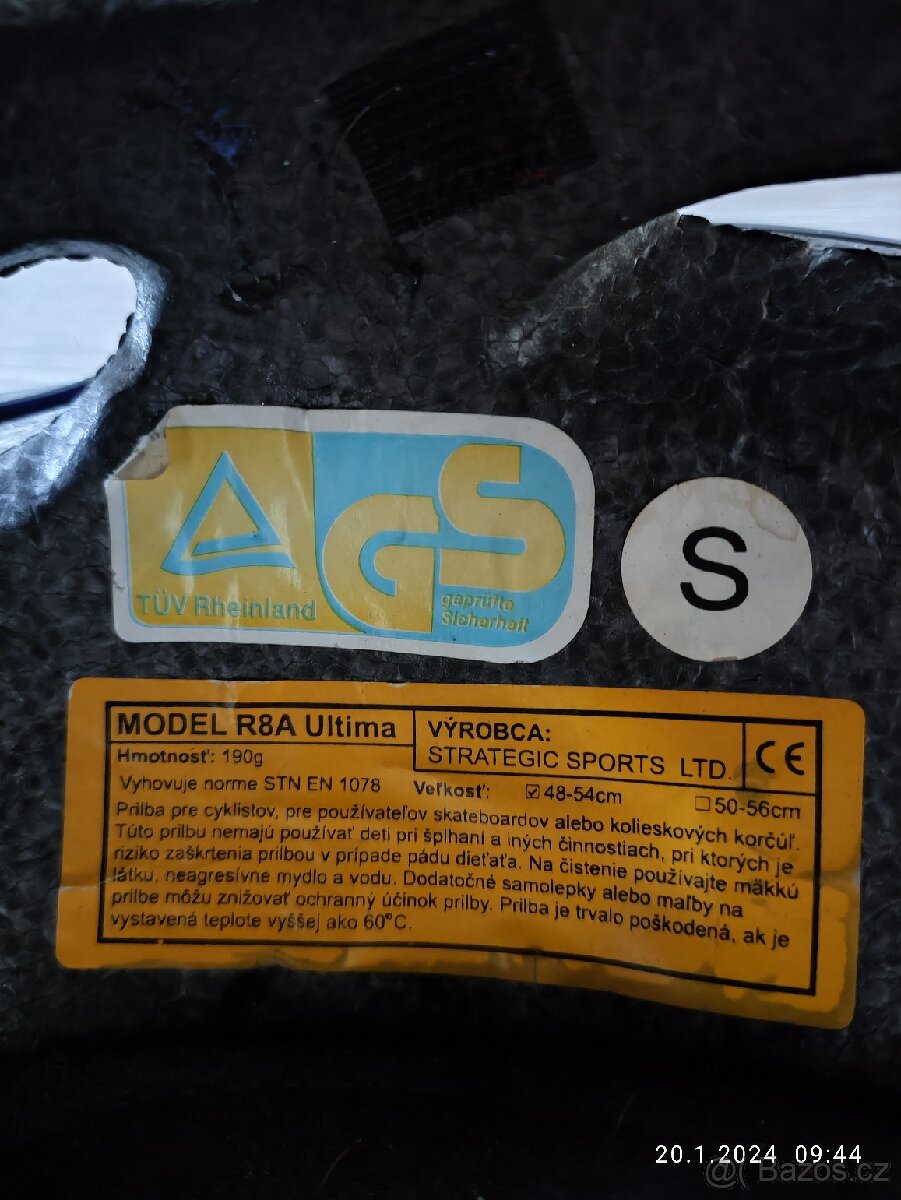 TÜV Rheinland
GS
geprüfte
Sicherheit
S
MODEL R8A Ultima
Hmotnosť: 190g
VÝROBCA:
STRATEGIC SPORTS LTD.
CE
Vyhovuje norme STN EN 1078 Veľkosť: ☑ 48-54cm ☐ 50-56cm
Prilba pre cyklistov, pre používateľov skateboardov alebo kolieskových korčúľ.
Túto prilbu nemajú používať deti pri šplhaní a iných činnostiach, pri ktorých je
riziko zaškrtenia prilbou v prípade pádu dieťaťa. Na čistenie používajte mäkkú
látku, neagresívne mydlo a vodu. Dodatočné samolepky alebo maľby na
prilbe môžu znižovať ochranný účinok prilby. Prilba je trvalo poškodená, ak je
vystavená teplote vyššej ako 60°C.
20.1.2024 09:44
Bazoš.cz